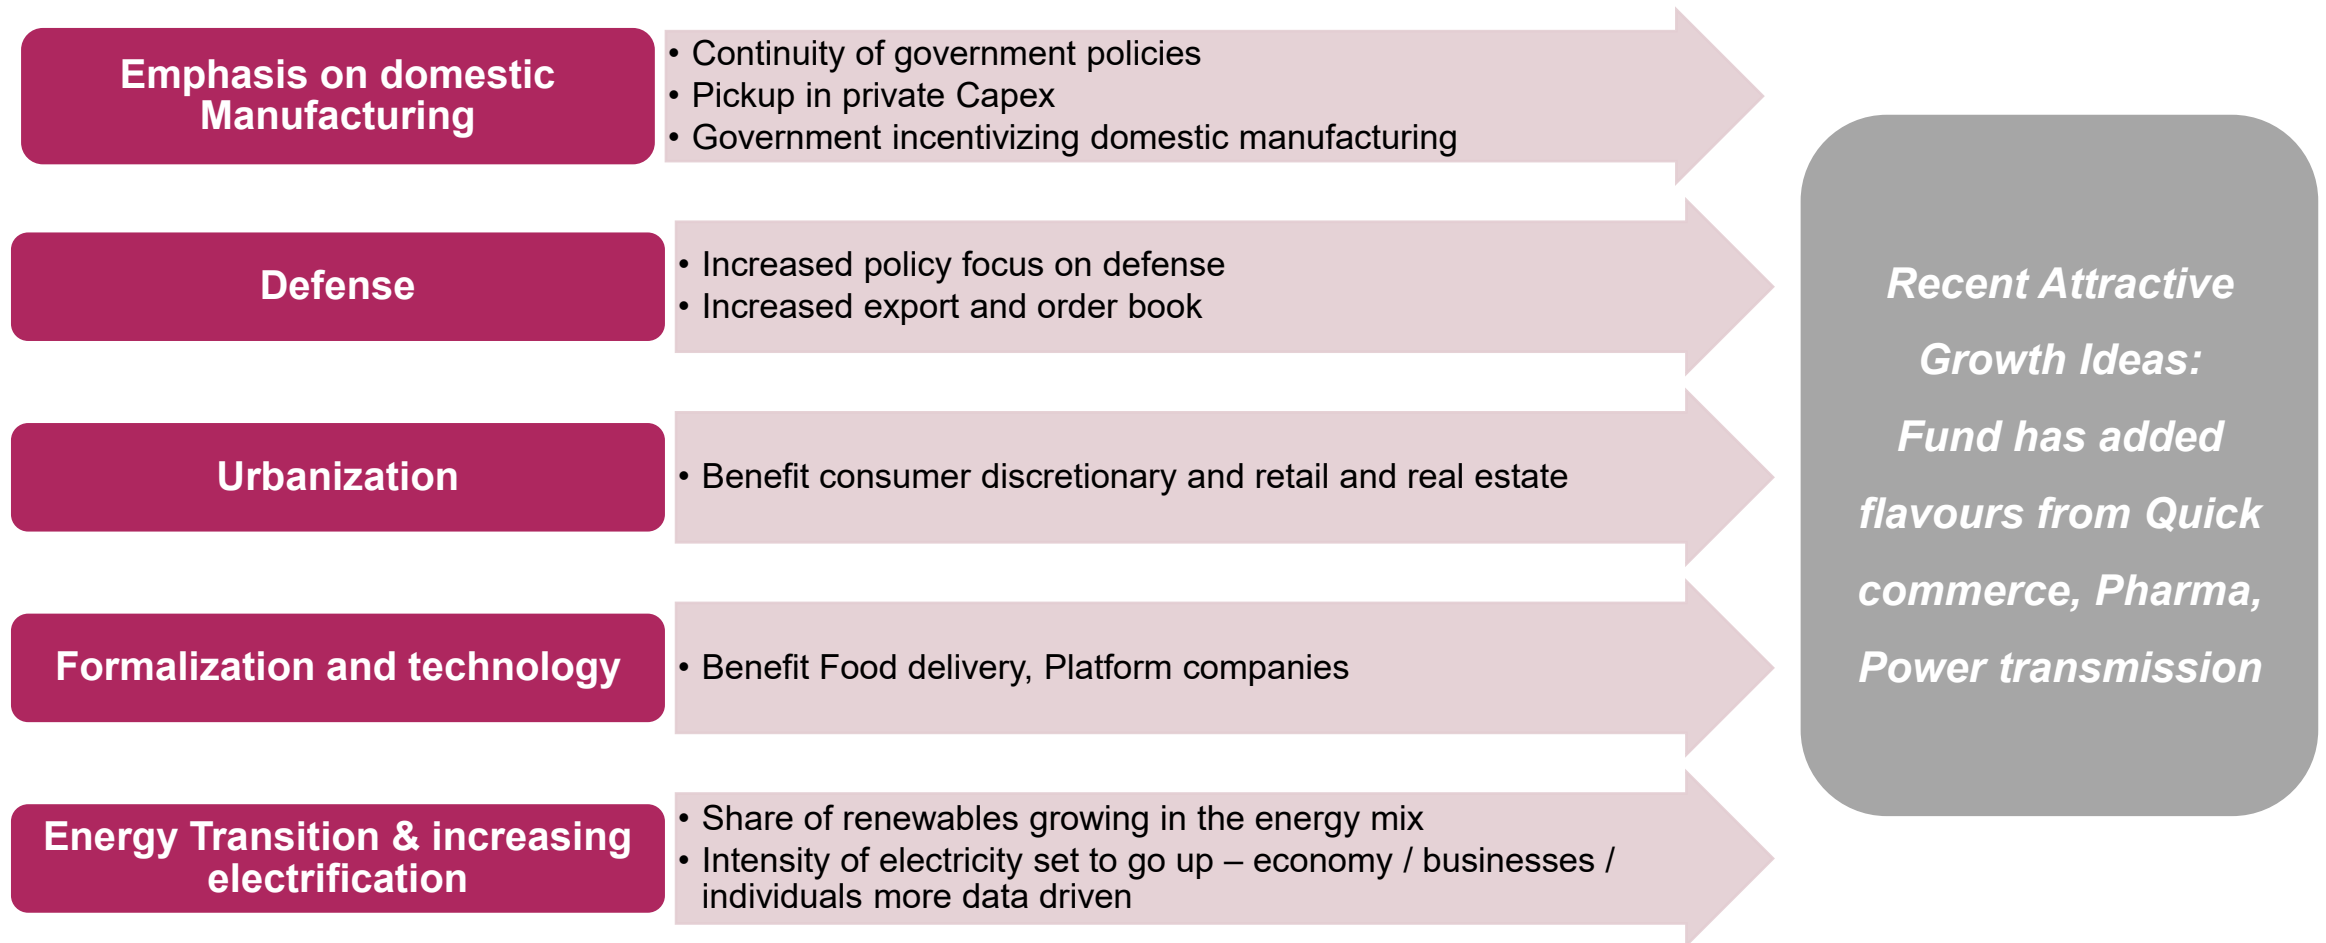 Emphasis on domestic
Manufacturing
• Continuity of government policies
• Pickup in private Capex
• Government incentivizing domestic manufacturing
Defense
• Increased policy focus on defense
• Increased export and order book
Urbanization
• Benefit consumer discretionary and retail and real estate
Formalization and technology
• Benefit Food delivery, Platform companies
Energy Transition & increasing
electrification
• Share of renewables growing in the energy mix
• Intensity of electricity set to go up – economy / businesses /
individuals more data driven
Recent Attractive
Growth Ideas:
Fund has added
flavours from Quick
commerce, Pharma,
Power transmission